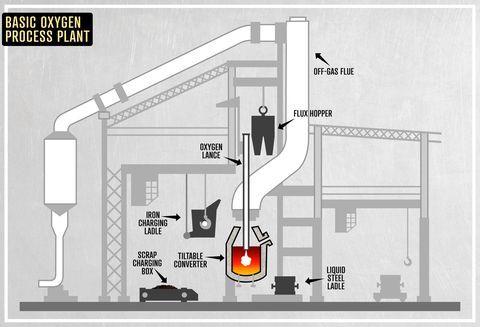 BASIC OXYGEN
PROCESS PLANT
OFF-GAS FLUE
FLUX HOPPER
OXYGEN
LANCE
IRON
CHARGING
LADLE
SCRAP
CHARGING
BOX
TILTABLE
CONVERTER
LIQUID
STEEL
LADLE